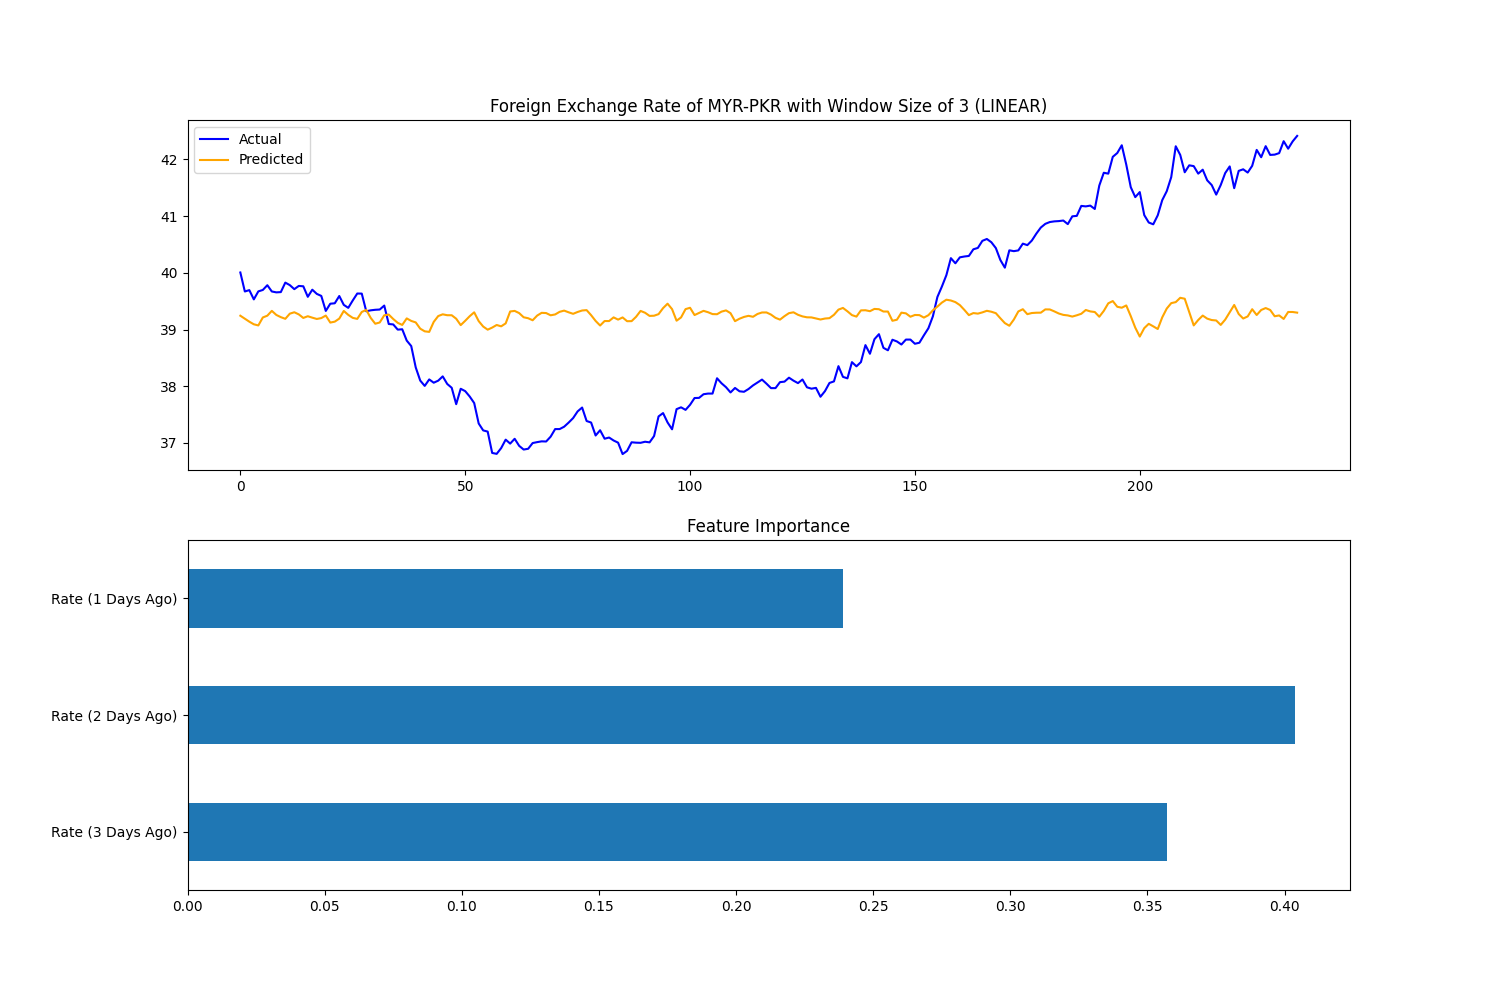 Foreign Exchange Rate of MYR-PKR with Window Size of 3 (LINEAR)
Actual
Predicted
42
41
40
39
38
37
0 50 100 150 200
Feature Importance
Rate (1 Days Ago)
Rate (2 Days Ago)
Rate (3 Days Ago)
0.00 0.05 0.10 0.15 0.20 0.25 0.30 0.35 0.40